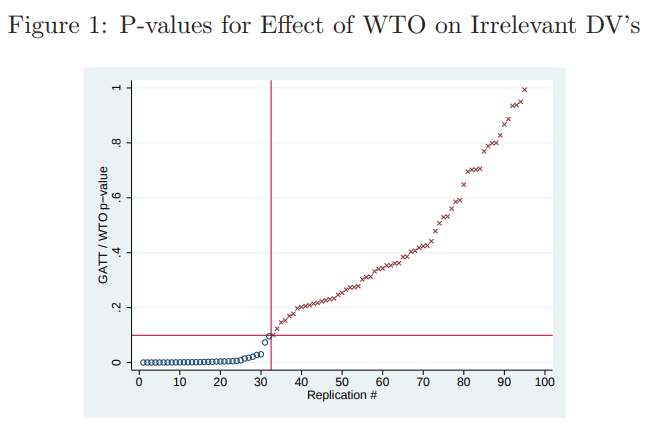 Figure 1: P-values for Effect of WTO on Irrelevant DV's
GATT / WTO p-value
1
.8
.6
.4
.2
0
0 10 20 30 40 50 60 70 80 90 100
Replication #